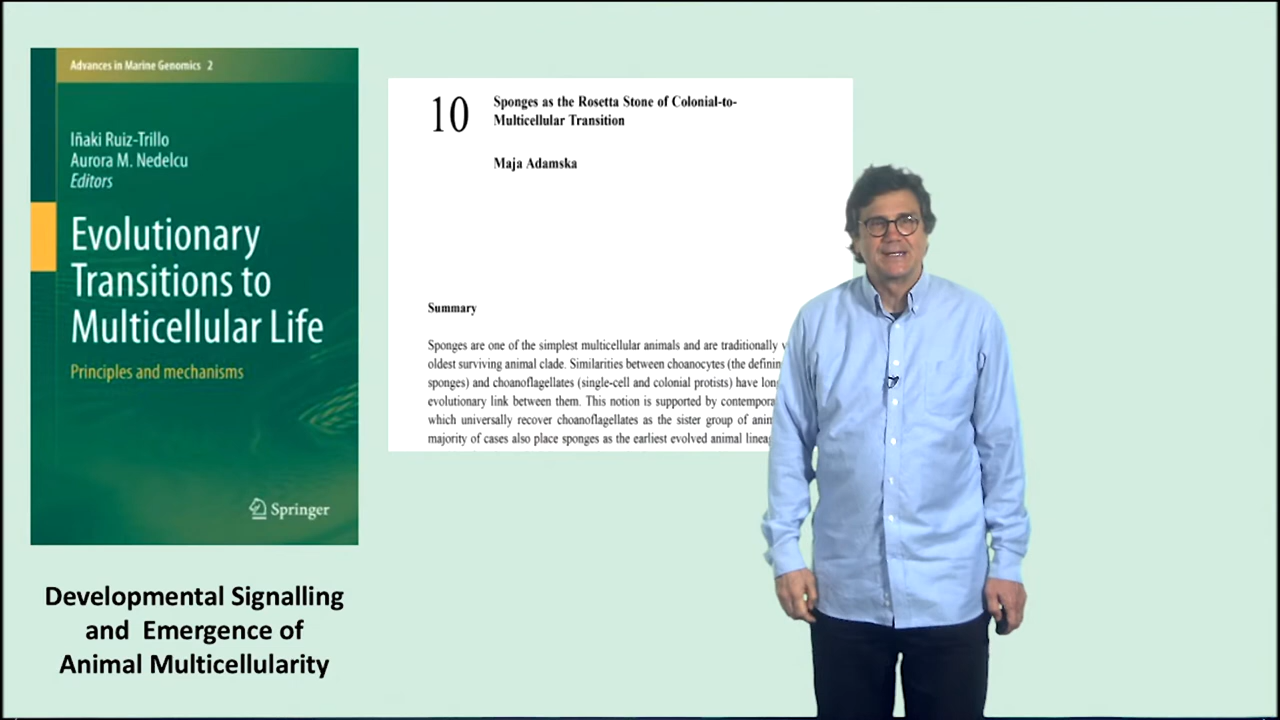 Advances in Marine Genomics 2
Iñaki Ruiz-Trillo
Aurora M. Nedelcu
Editors
Evolutionary
Transitions to
Multicellular Life
Principles and mechanisms
Springer
Developmental Signalling
and Emergence of
Animal Multicellularity
10
Sponges as the Rosetta Stone of Colonial-to-
Multicellular Transition
Maja Adamska
Summary
Sponges are one of the simplest multicellular animals and are traditionally
oldest surviving animal clade. Similarities between choanocytes (the
sponges) and choanoflagellates (single-cell and colonial protists) have
evolutionary link between them. This notion is supported by
which universally recover choanoflagellates as the sister group of
majority of cases also place sponges as the earliest evolved animal